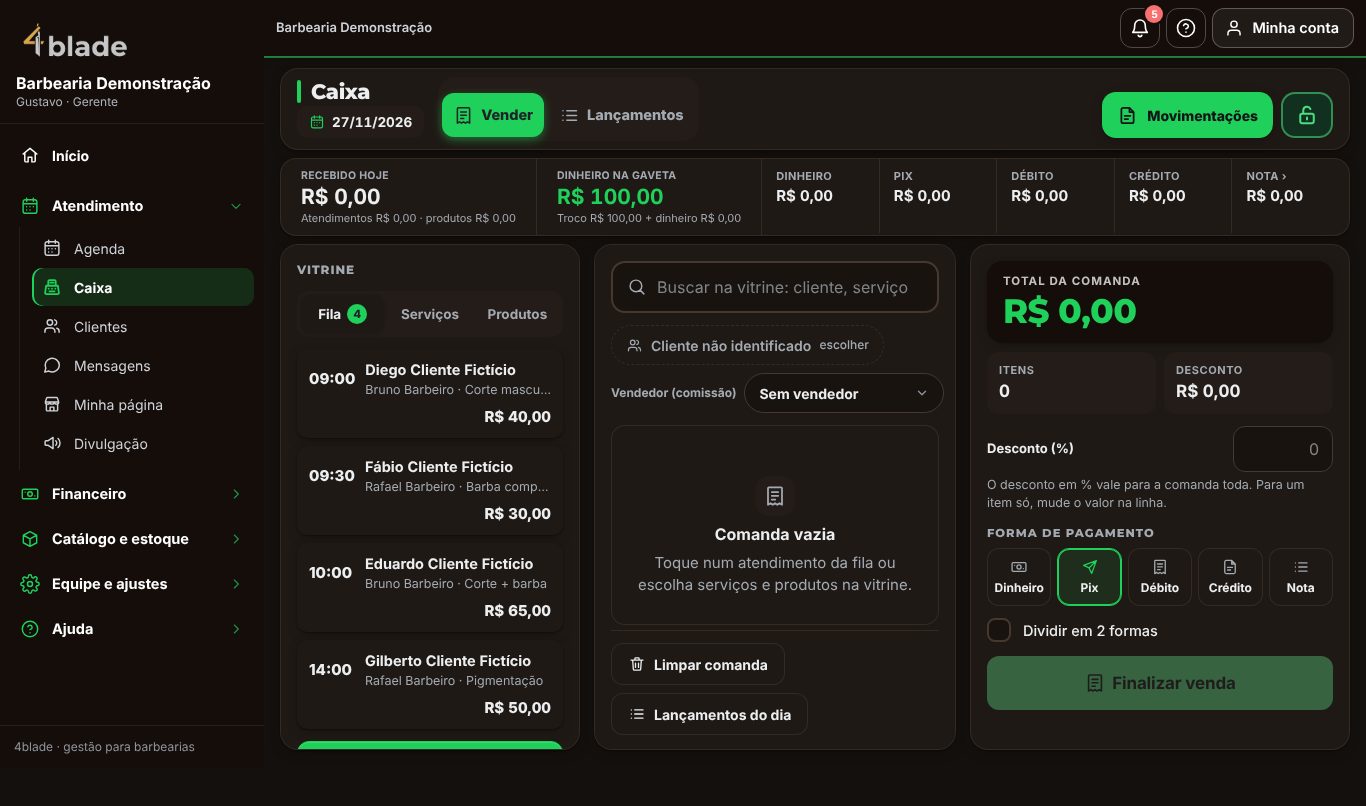 4blade
Barbearia Demonstração
Gustavo · Gerente
Início
Atendimento
Agenda
Caixa
Clientes
Mensagens
Minha página
Divulgação
Financeiro
Catálogo e estoque
Equipe e ajustes
Ajuda
4blade · gestão para barbearias
Barbearia Demonstração
5
Minha conta
Caixa
27/11/2026
Vender
Lançamentos
Movimentações
RECEBIDO HOJE
R$ 0,00
Atendimentos R$ 0,00 · produtos R$ 0,00
DINHEIRO NA GAVETA
R$ 100,00
Troco R$ 100,00 + dinheiro R$ 0,00
DINHEIRO
R$ 0,00
PIX
R$ 0,00
DÉBITO
R$ 0,00
CRÉDITO
R$ 0,00
NOTA ›
R$ 0,00
VITRINE
Fila 4
Serviços
Produtos
09:00
Diego Cliente Fictício
Bruno Barbeiro · Corte mascu...
R$ 40,00
09:30
Fábio Cliente Fictício
Rafael Barbeiro · Barba comp...
R$ 30,00
10:00
Eduardo Cliente Fictício
Bruno Barbeiro · Corte + barba
R$ 65,00
14:00
Gilberto Cliente Fictício
Rafael Barbeiro · Pigmentação
R$ 50,00
Buscar na vitrine: cliente, serviço
Cliente não identificado escolher
Vendedor (comissão)
Sem vendedor
Comanda vazia
Toque num atendimento da fila ou
escolha serviços e produtos na vitrine.
Limpar comanda
Lançamentos do dia
TOTAL DA COMANDA
R$ 0,00
ITENS
0
DESCONTO
R$ 0,00
Desconto (%)
0
O desconto em % vale para a comanda toda. Para um
item só, mude o valor na linha.
FORMA DE PAGAMENTO
Dinheiro
Pix
Débito
Crédito
Nota
Dividir em 2 formas
Finalizar venda